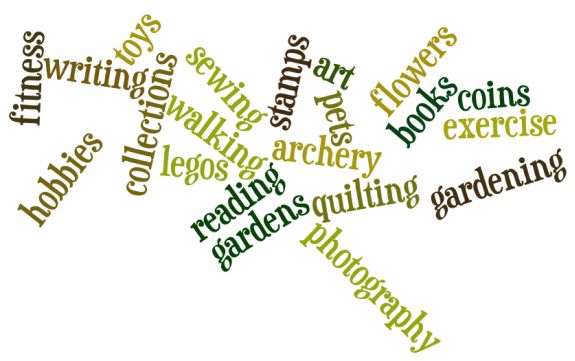 toys
fitness
writing
sewing
stamps
art
flowers
collections
pets
books
coins
walking
exercise
hobbies
legos
archery
reading
quilting
gardening
gardens
photography